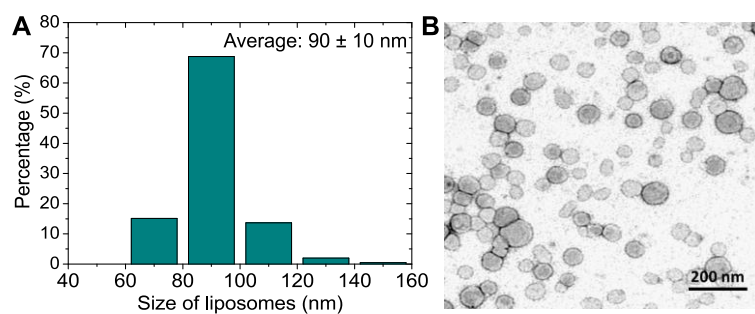 A
B
Average: 90 ± 10 nm
Percentage (%)
80
70
60
50
40
30
20
10
0
40 60 80 100 120 140 160
Size of liposomes (nm)
200 nm